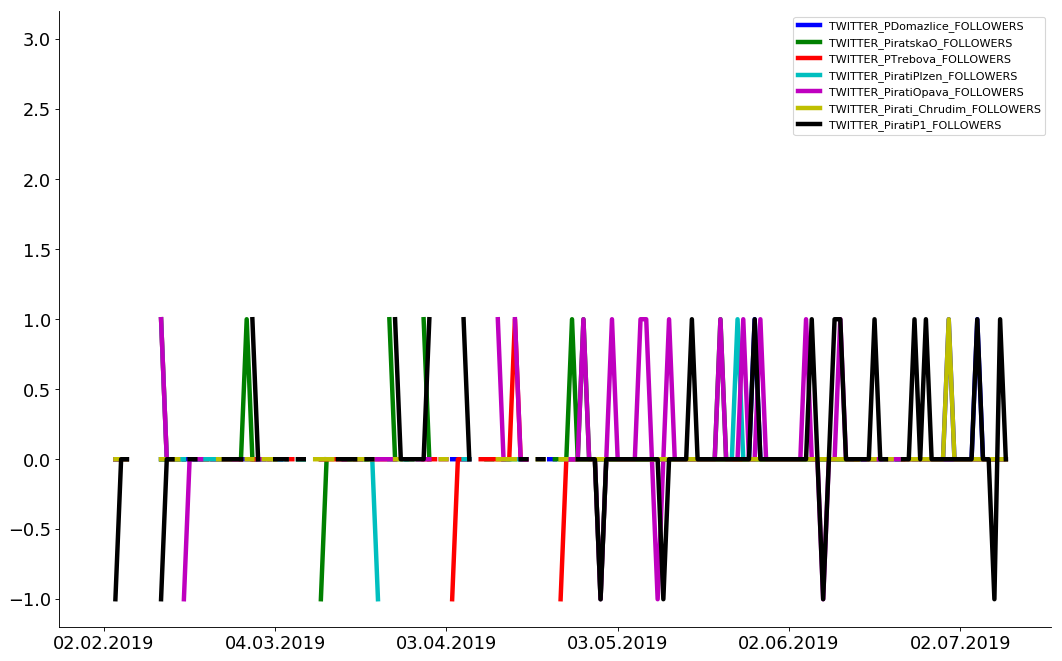 TWITTER_PDomazlice_FOLLOWERS
TWITTER_PiratskaO_FOLLOWERS
TWITTER_PTrebova_FOLLOWERS
TWITTER_PiratiPlzen_FOLLOWERS
TWITTER_PiratiOpava_FOLLOWERS
TWITTER_Pirati_Chrudim_FOLLOWERS
TWITTER_PiratiP1_FOLLOWERS
3.0
2.5
2.0
1.5
1.0
0.5
0.0
−0.5
−1.0
02.02.2019 04.03.2019 03.04.2019 03.05.2019 02.06.2019 02.07.2019